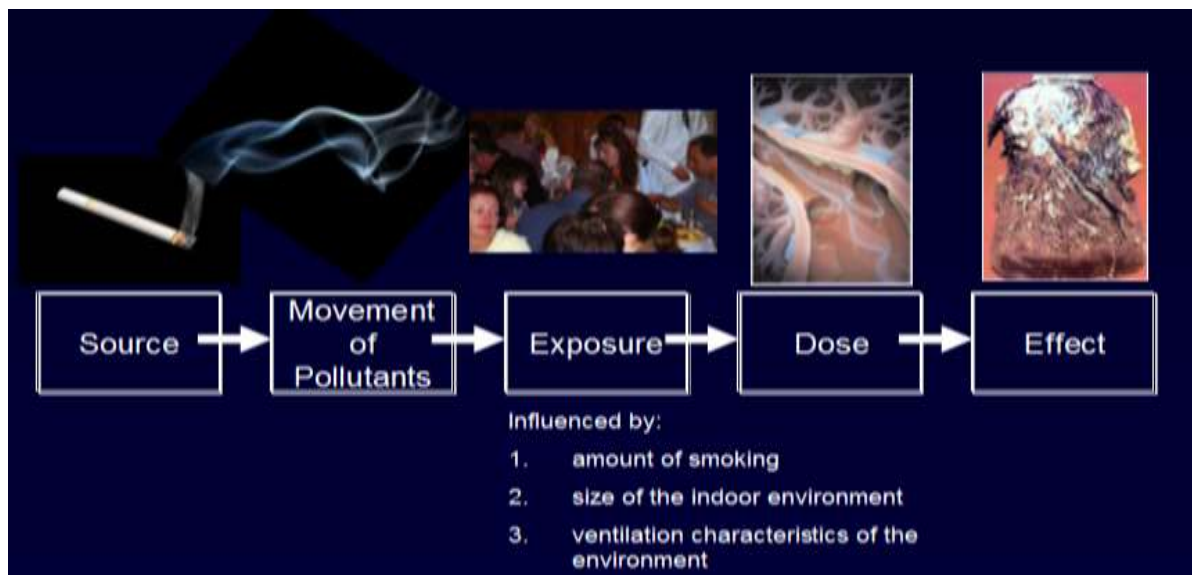 Source
Movement
of
Pollutants
Exposure
Dose
Effect
Influenced by:
1. amount of smoking
2. size of the indoor environment
3. ventilation characteristics of the
environment